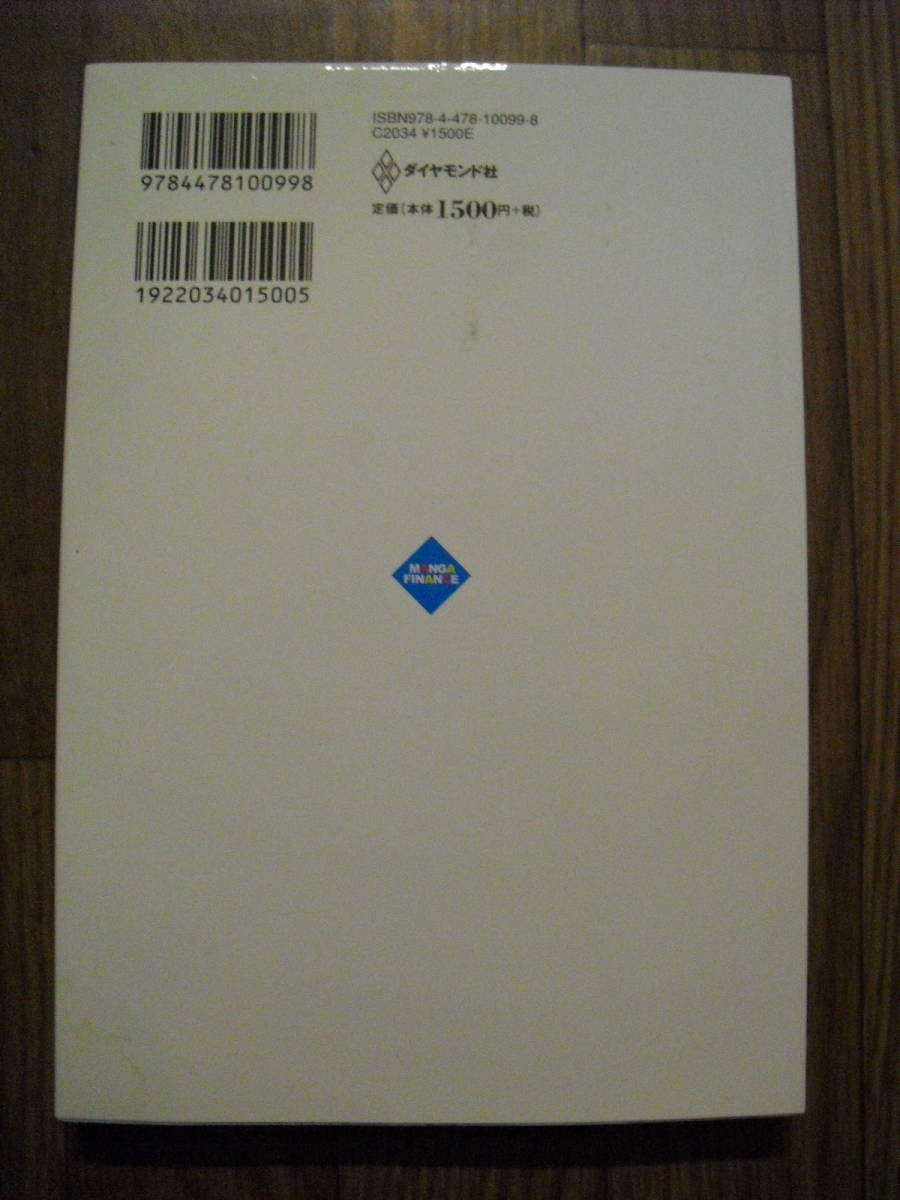 ISBN978-4-478-10099-8
C2034 ¥1500E
9784478100998
ダイヤモンド社
定価(本体1500円+税)
1922034015005
MANGA
FINANCE